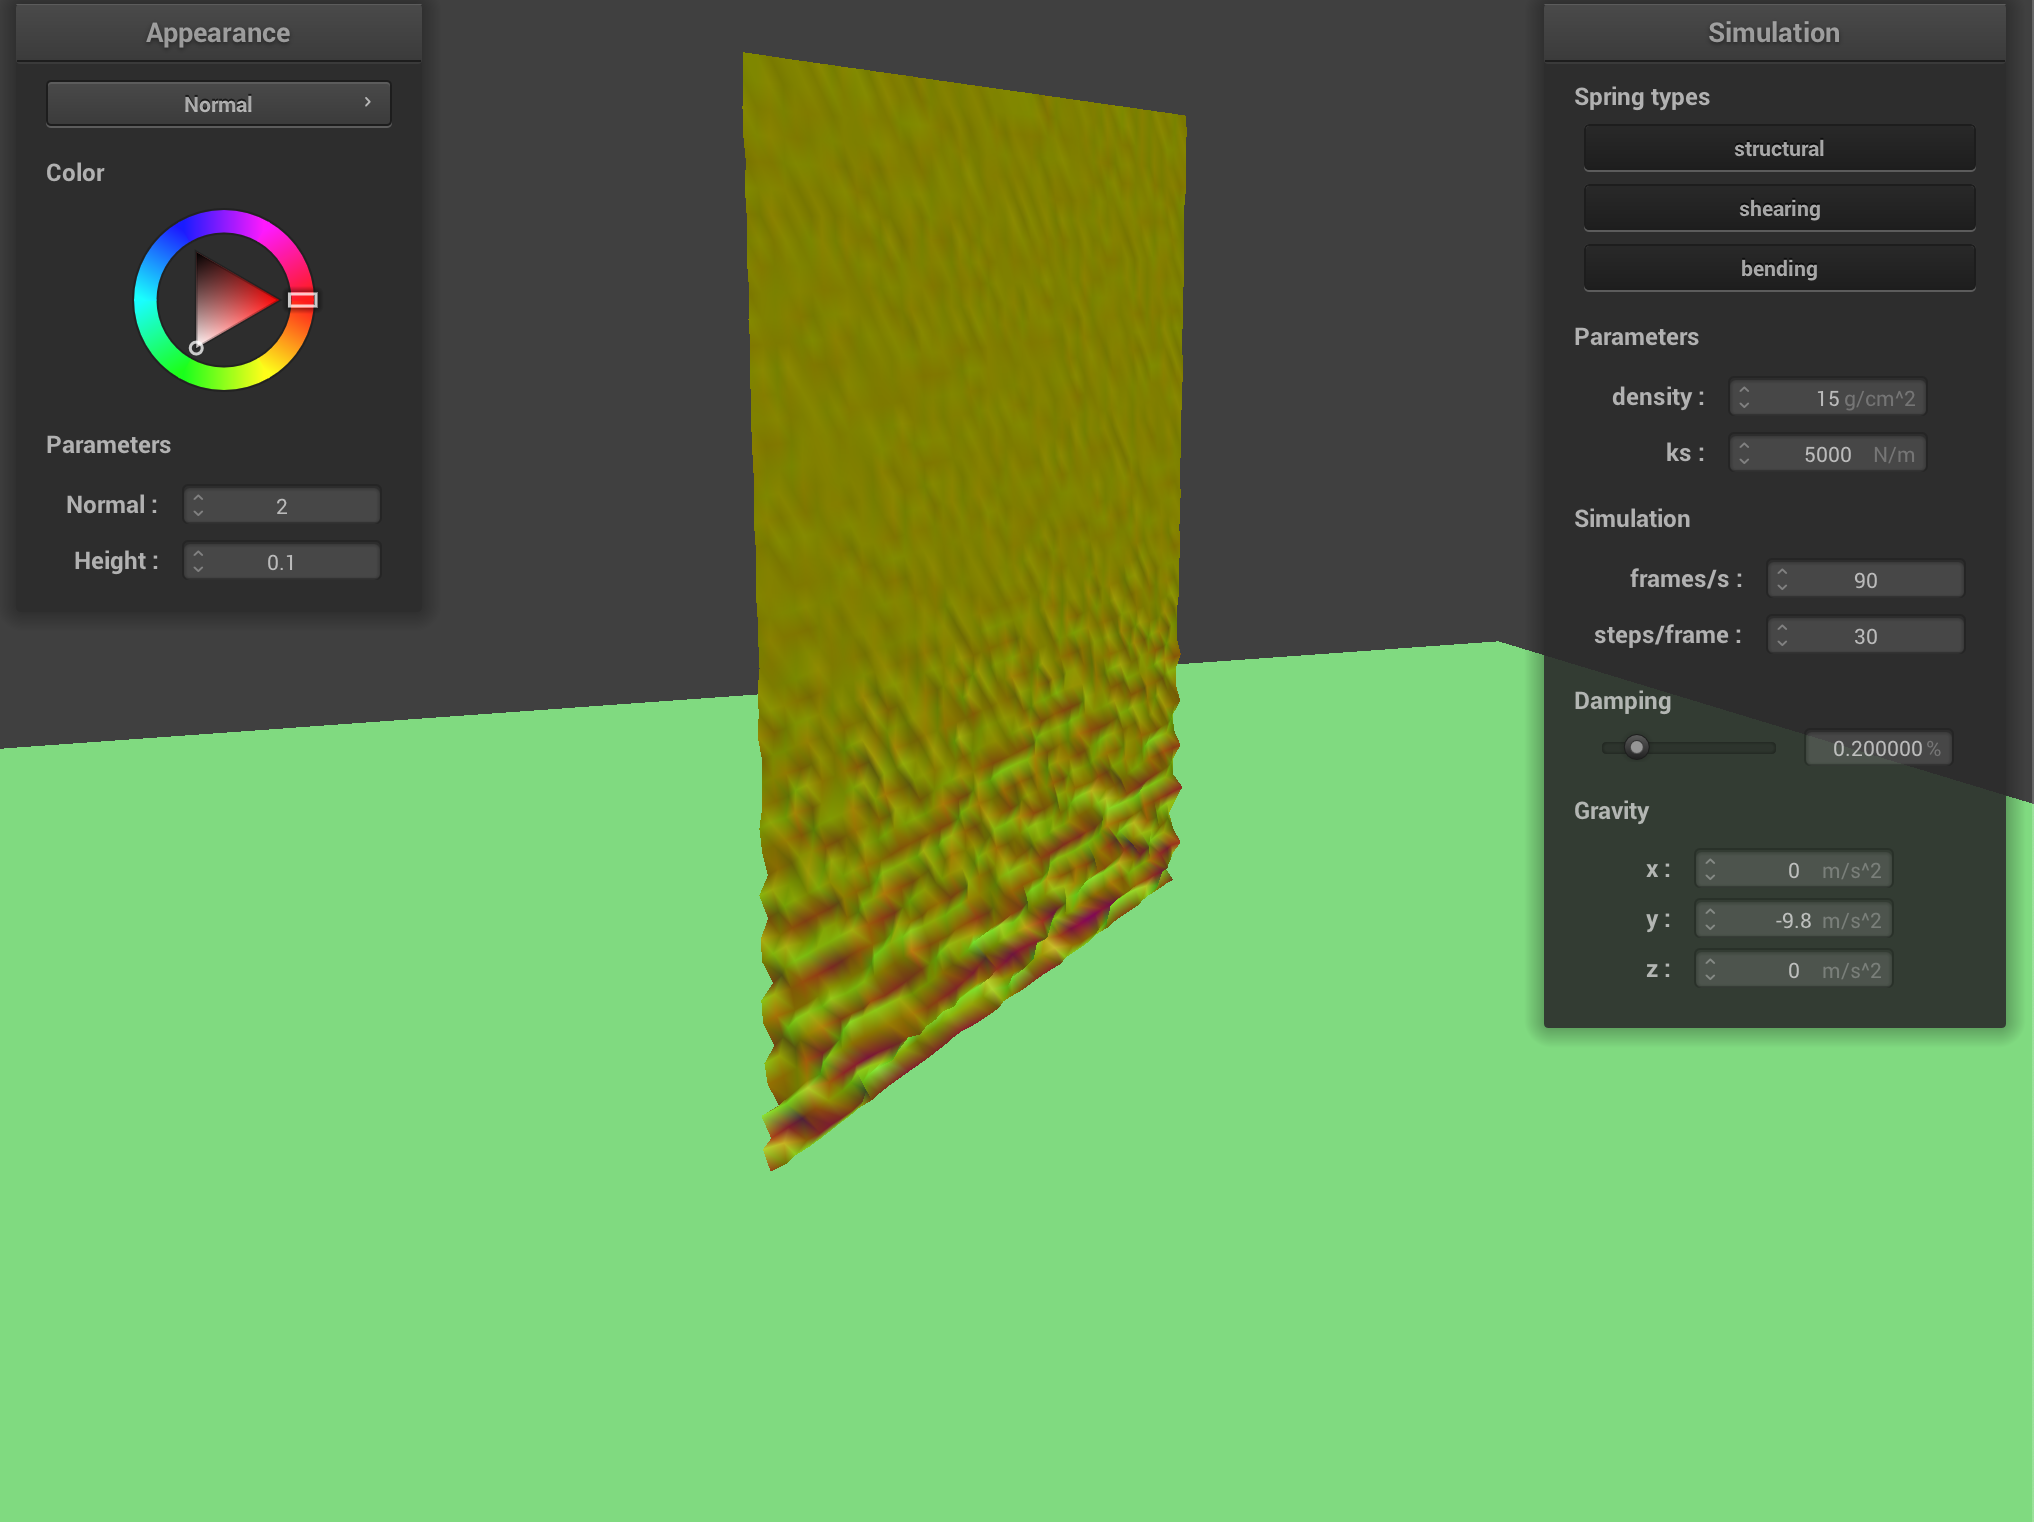 Appearance
Normal
Color
Parameters
Normal : 2
Height : 0.1
Simulation
Spring types
structural
shearing
bending
Parameters
density : 15 g/cm^2
ks : 5000 N/m
Simulation
frames/s : 90
steps/frame : 30
Damping
0.200000 %
Gravity
x : 0 m/s^2
y : -9.8 m/s^2
z : 0 m/s^2